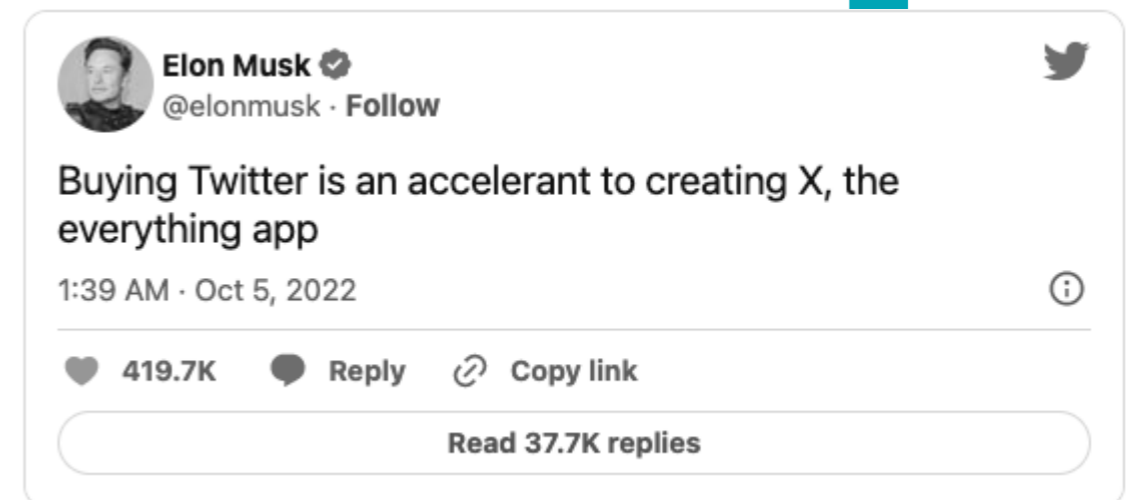 Elon Musk
@elonmusk · Follow
Buying Twitter is an accelerant to creating X, the
everything app
1:39 AM · Oct 5, 2022
419.7K Reply Copy link
Read 37.7K replies